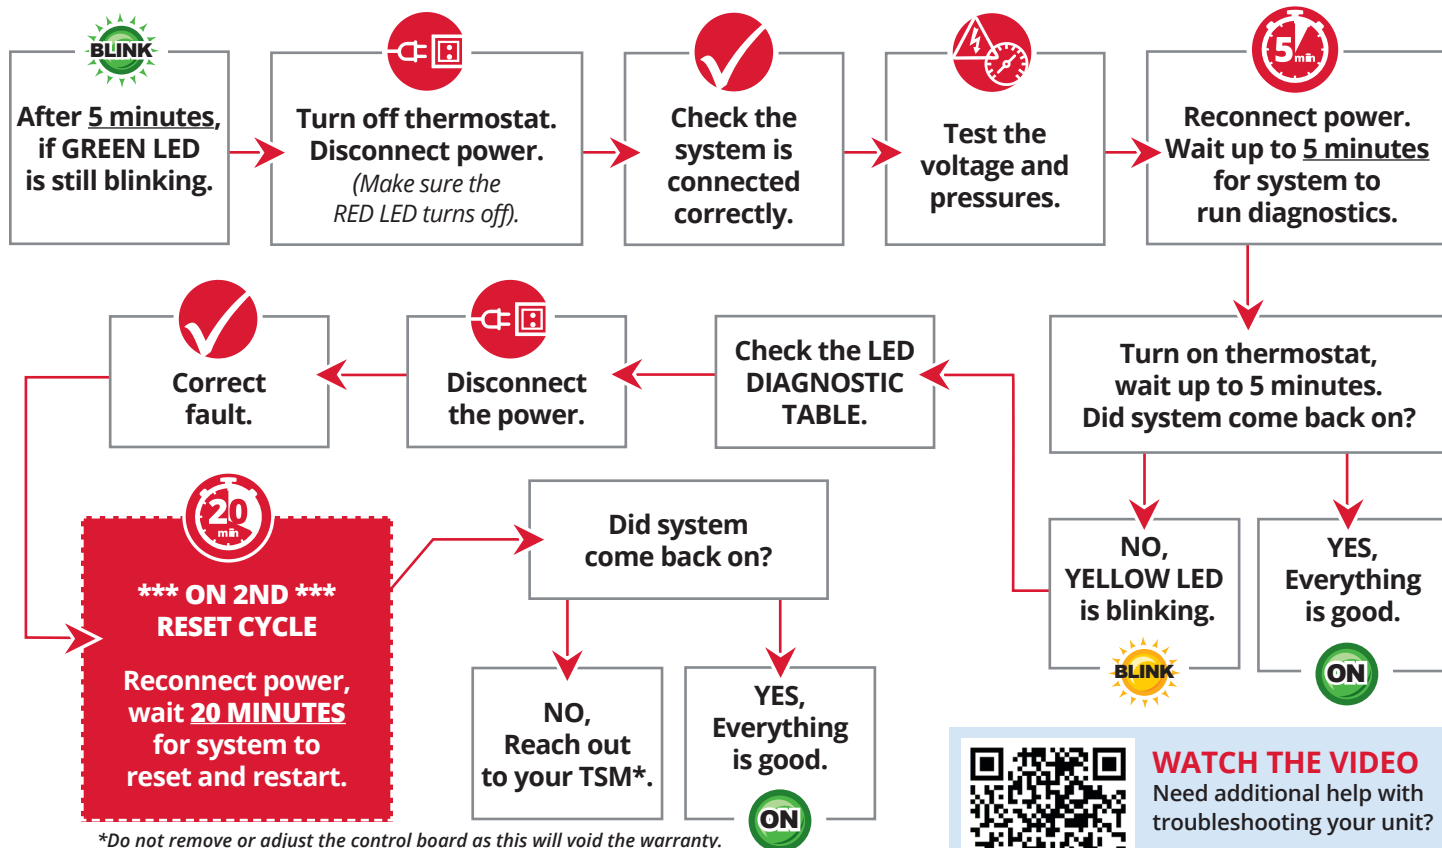 BLINK
After 5 minutes,
if GREEN LED
is still blinking.
Turn off thermostat.
Disconnect power.
(Make sure the
RED LED turns off).
Check the
system is
connected
correctly.
Test the
voltage and
pressures.
5 min
Reconnect power.
Wait up to 5 minutes
for system to
run diagnostics.
Turn on thermostat,
wait up to 5 minutes.
Did system come back on?
NO,
YELLOW LED
is blinking.
BLINK
YES,
Everything
is good.
ON
Check the LED
DIAGNOSTIC
TABLE.
Disconnect
the power.
Correct
fault.
20
min
*** ON 2ND ***
RESET CYCLE
Reconnect power,
wait 20 MINUTES
for system to
reset and restart.
Did system
come back on?
NO,
Reach out
to your TSM*.
YES,
Everything
is good.
ON
*Do not remove or adjust the control board as this will void the warranty.
WATCH THE VIDEO
Need additional help with
troubleshooting your unit?